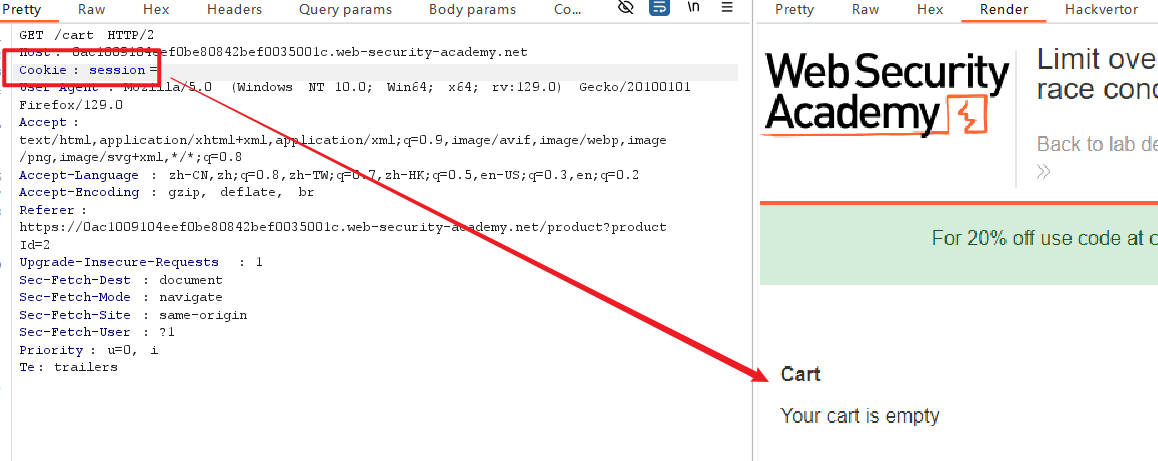 Pretty Raw Hex Headers Query params Body params Co... \n
GET /cart HTTP/2
Host: 0ac1009104eef0be80842bef0035001c.web-security-academy.net
Cookie: session=
User-Agent: Mozilla/5.0 (Windows NT 10.0; Win64; x64; rv:129.0) Gecko/20100101
Firefox/129.0
Accept:
text/html,application/xhtml+xml,application/xml;q=0.9,image/avif,image/webp,image
/png,image/svg+xml,*/*;q=0.8
Accept-Language: zh-CN,zh;q=0.8,zh-TW;q=0.7,zh-HK;q=0.5,en-US;q=0.3,en;q=0.2
Accept-Encoding: gzip, deflate, br
Referer:
https://0ac1009104eef0be80842bef0035001c.web-security-academy.net/product?product
Id=2
Upgrade-Insecure-Requests: 1
Sec-Fetch-Dest: document
Sec-Fetch-Mode: navigate
Sec-Fetch-Site: same-origin
Sec-Fetch-User: ?1
Priority: u=0, i
Te: trailers
Pretty Raw Hex Render Hackvertor
Web Security
Academy
Limit ove
race conc
Back to lab de
For 20% off use code at c
Cart
Your cart is empty